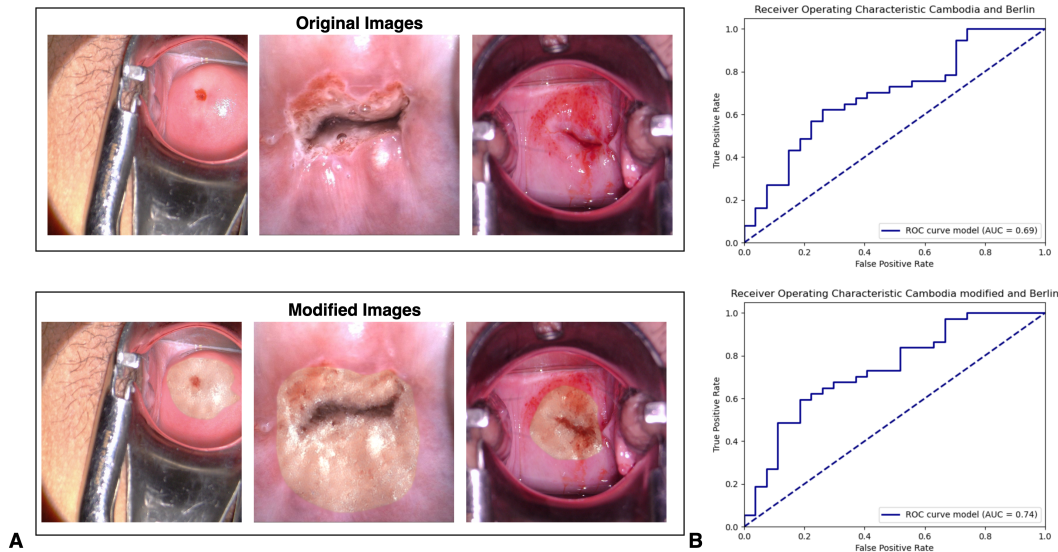 Original Images
Modified Images
A
Receiver Operating Characteristic Cambodia and Berlin
1.0
0.8
0.6
0.4
0.2
0.0
True Positive Rate
ROC curve model (AUC = 0.69)
0.0 0.2 0.4 0.6 0.8 1.0
False Positive Rate
Receiver Operating Characteristic Cambodia modified and Berlin
1.0
0.8
0.6
0.4
0.2
0.0
True Positive Rate
ROC curve model (AUC = 0.74)
0.0 0.2 0.4 0.6 0.8 1.0
False Positive Rate
B